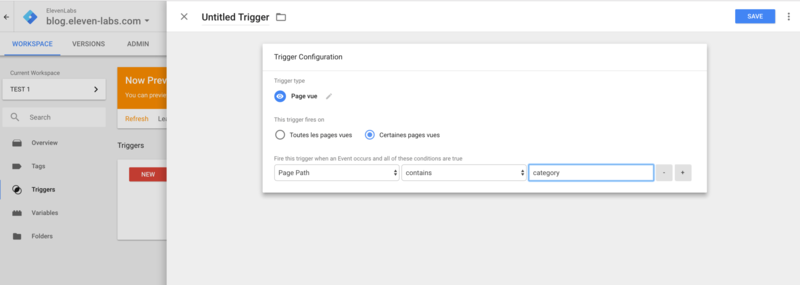 ElevenLabs
blog.eleven-labs.com
WORKSPACE VERSIONS ADMIN
Current Workspace
TEST 1
Search
Overview
Tags
Triggers
Variables
Folders
Now Prev
You can preview
Refresh Lea
Triggers
NEW
Untitled Trigger
SAVE
Trigger Configuration
Trigger type
Page vue
This trigger fires on
Toutes les pages vues Certaines pages vues
Fire this trigger when an Event occurs and all of these conditions are true
Page Path contains category - +